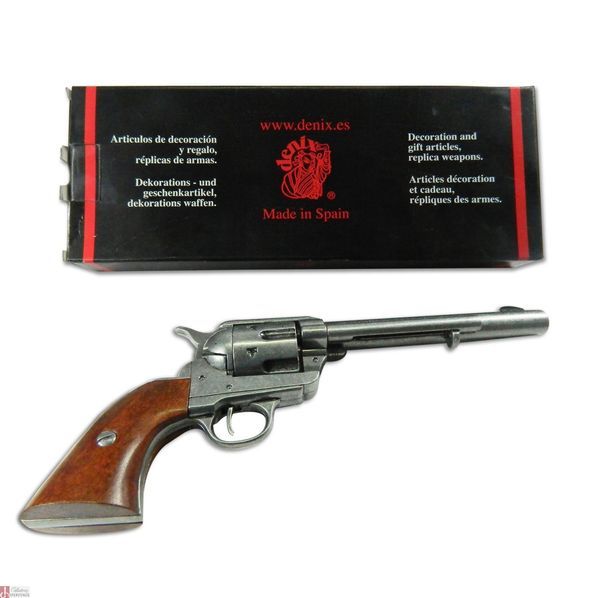 www.denix.es
Articulos de decoración
y regalo,
réplicas de armas.
Dekorations - und
geschenkartikel,
dekorations waffen.
denix
®
Made in Spain
Decoration and
gift articles,
replica weapons.
Articles décoration
et cadeau,
répliques des armes.